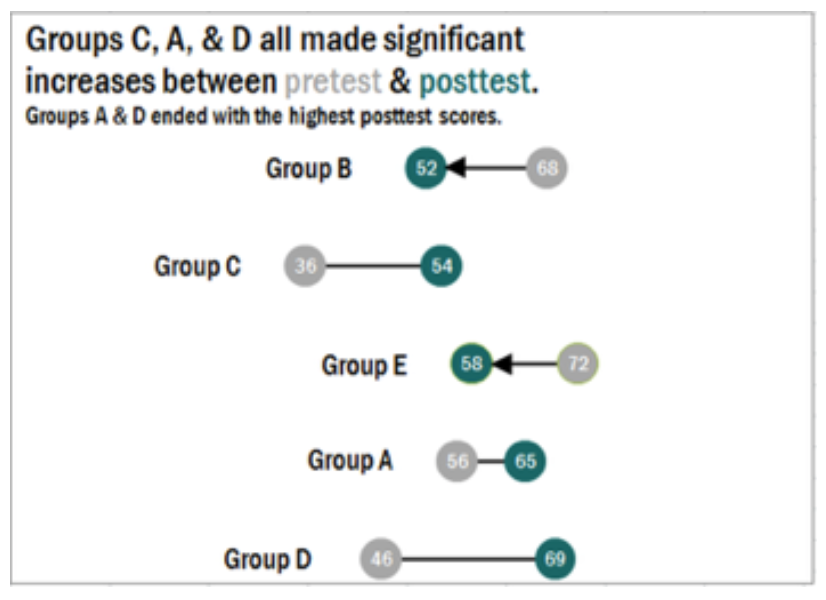 Groups C, A, & D all made significant
increases between pretest & posttest.
Groups A & D ended with the highest posttest scores.
Group B 52 68
Group C 36 54
Group E 58 72
Group A 56 65
Group D 46 69